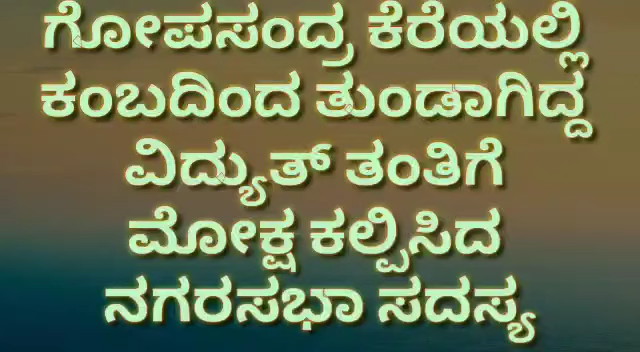 ಗೋಪಸಂದ್ರ ಕೆರೆಯಲ್ಲಿ
ಕಂಬದಿಂದ ತುಂಡಾಗಿದ್ದ
ವಿದ್ಯುತ್ ತಂತಿಗೆ
ಮೋಕ್ಷ ಕಲ್ಪಿಸಿದ
ನಗರಸಭಾ ಸದಸ್ಯ